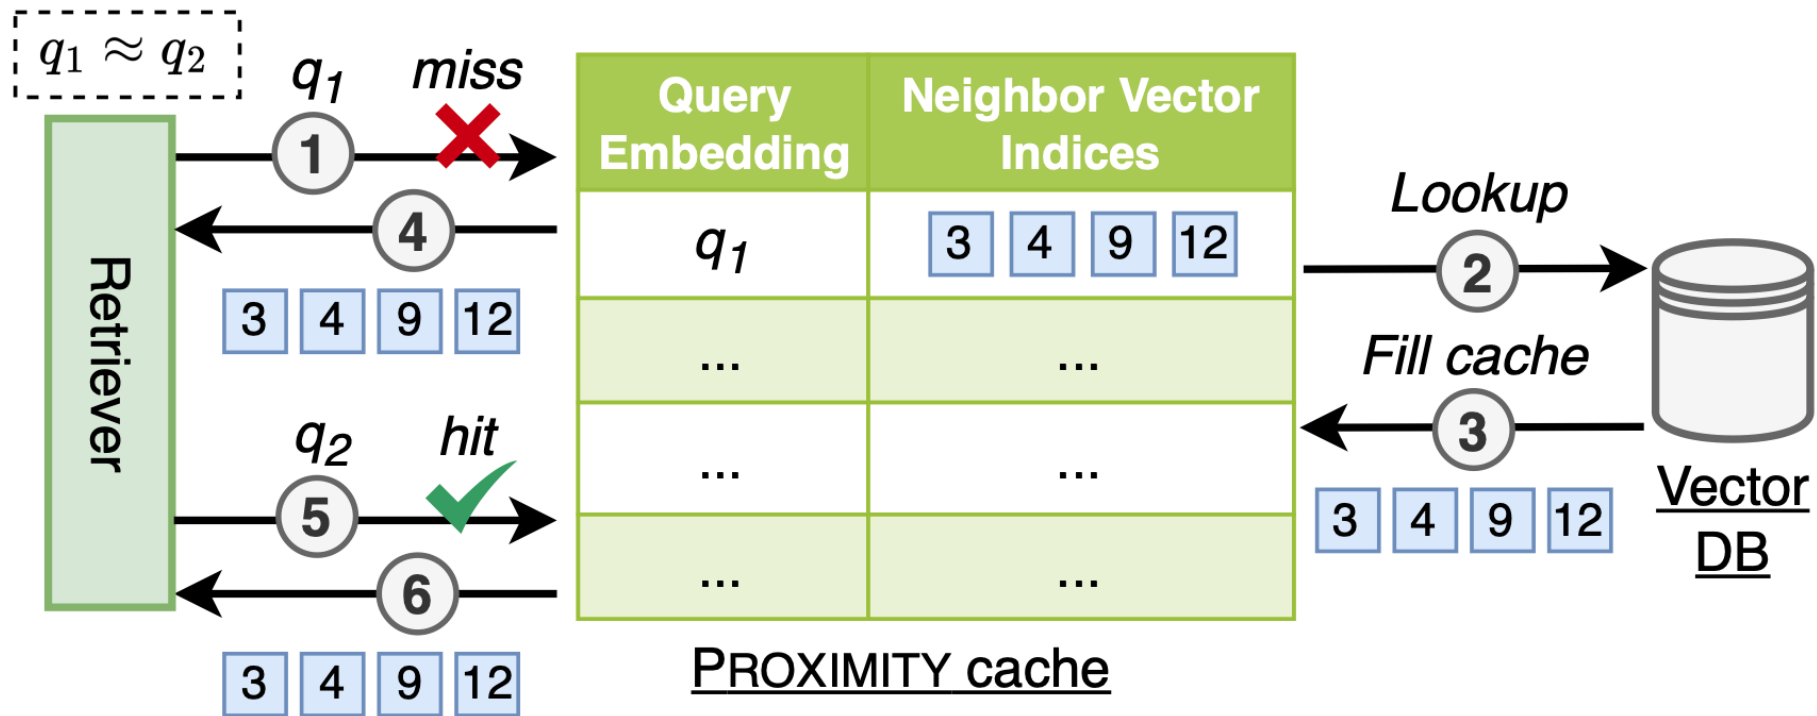 q₁ ≈ q₂
q₁ miss
1
4
3 4 9 12
Retriever
q₂ hit
5
6
3 4 9 12
Query Embedding
Neighbor Vector Indices
q₁
3 4 9 12
... ...
... ...
... ...
PROXIMITY cache
Lookup
2
Fill cache
3
3 4 9 12
Vector
DB